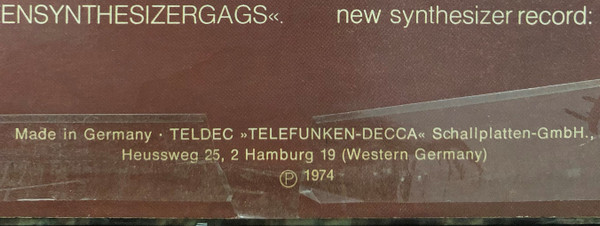 ENSYNTHESIZERGAGS«. new synthesizer record:
Made in Germany · TELDEC »TELEFUNKEN-DECCA« Schallplatten-GmbH.,
Heussweg 25, 2 Hamburg 19 (Western Germany)
Ⓟ 1974